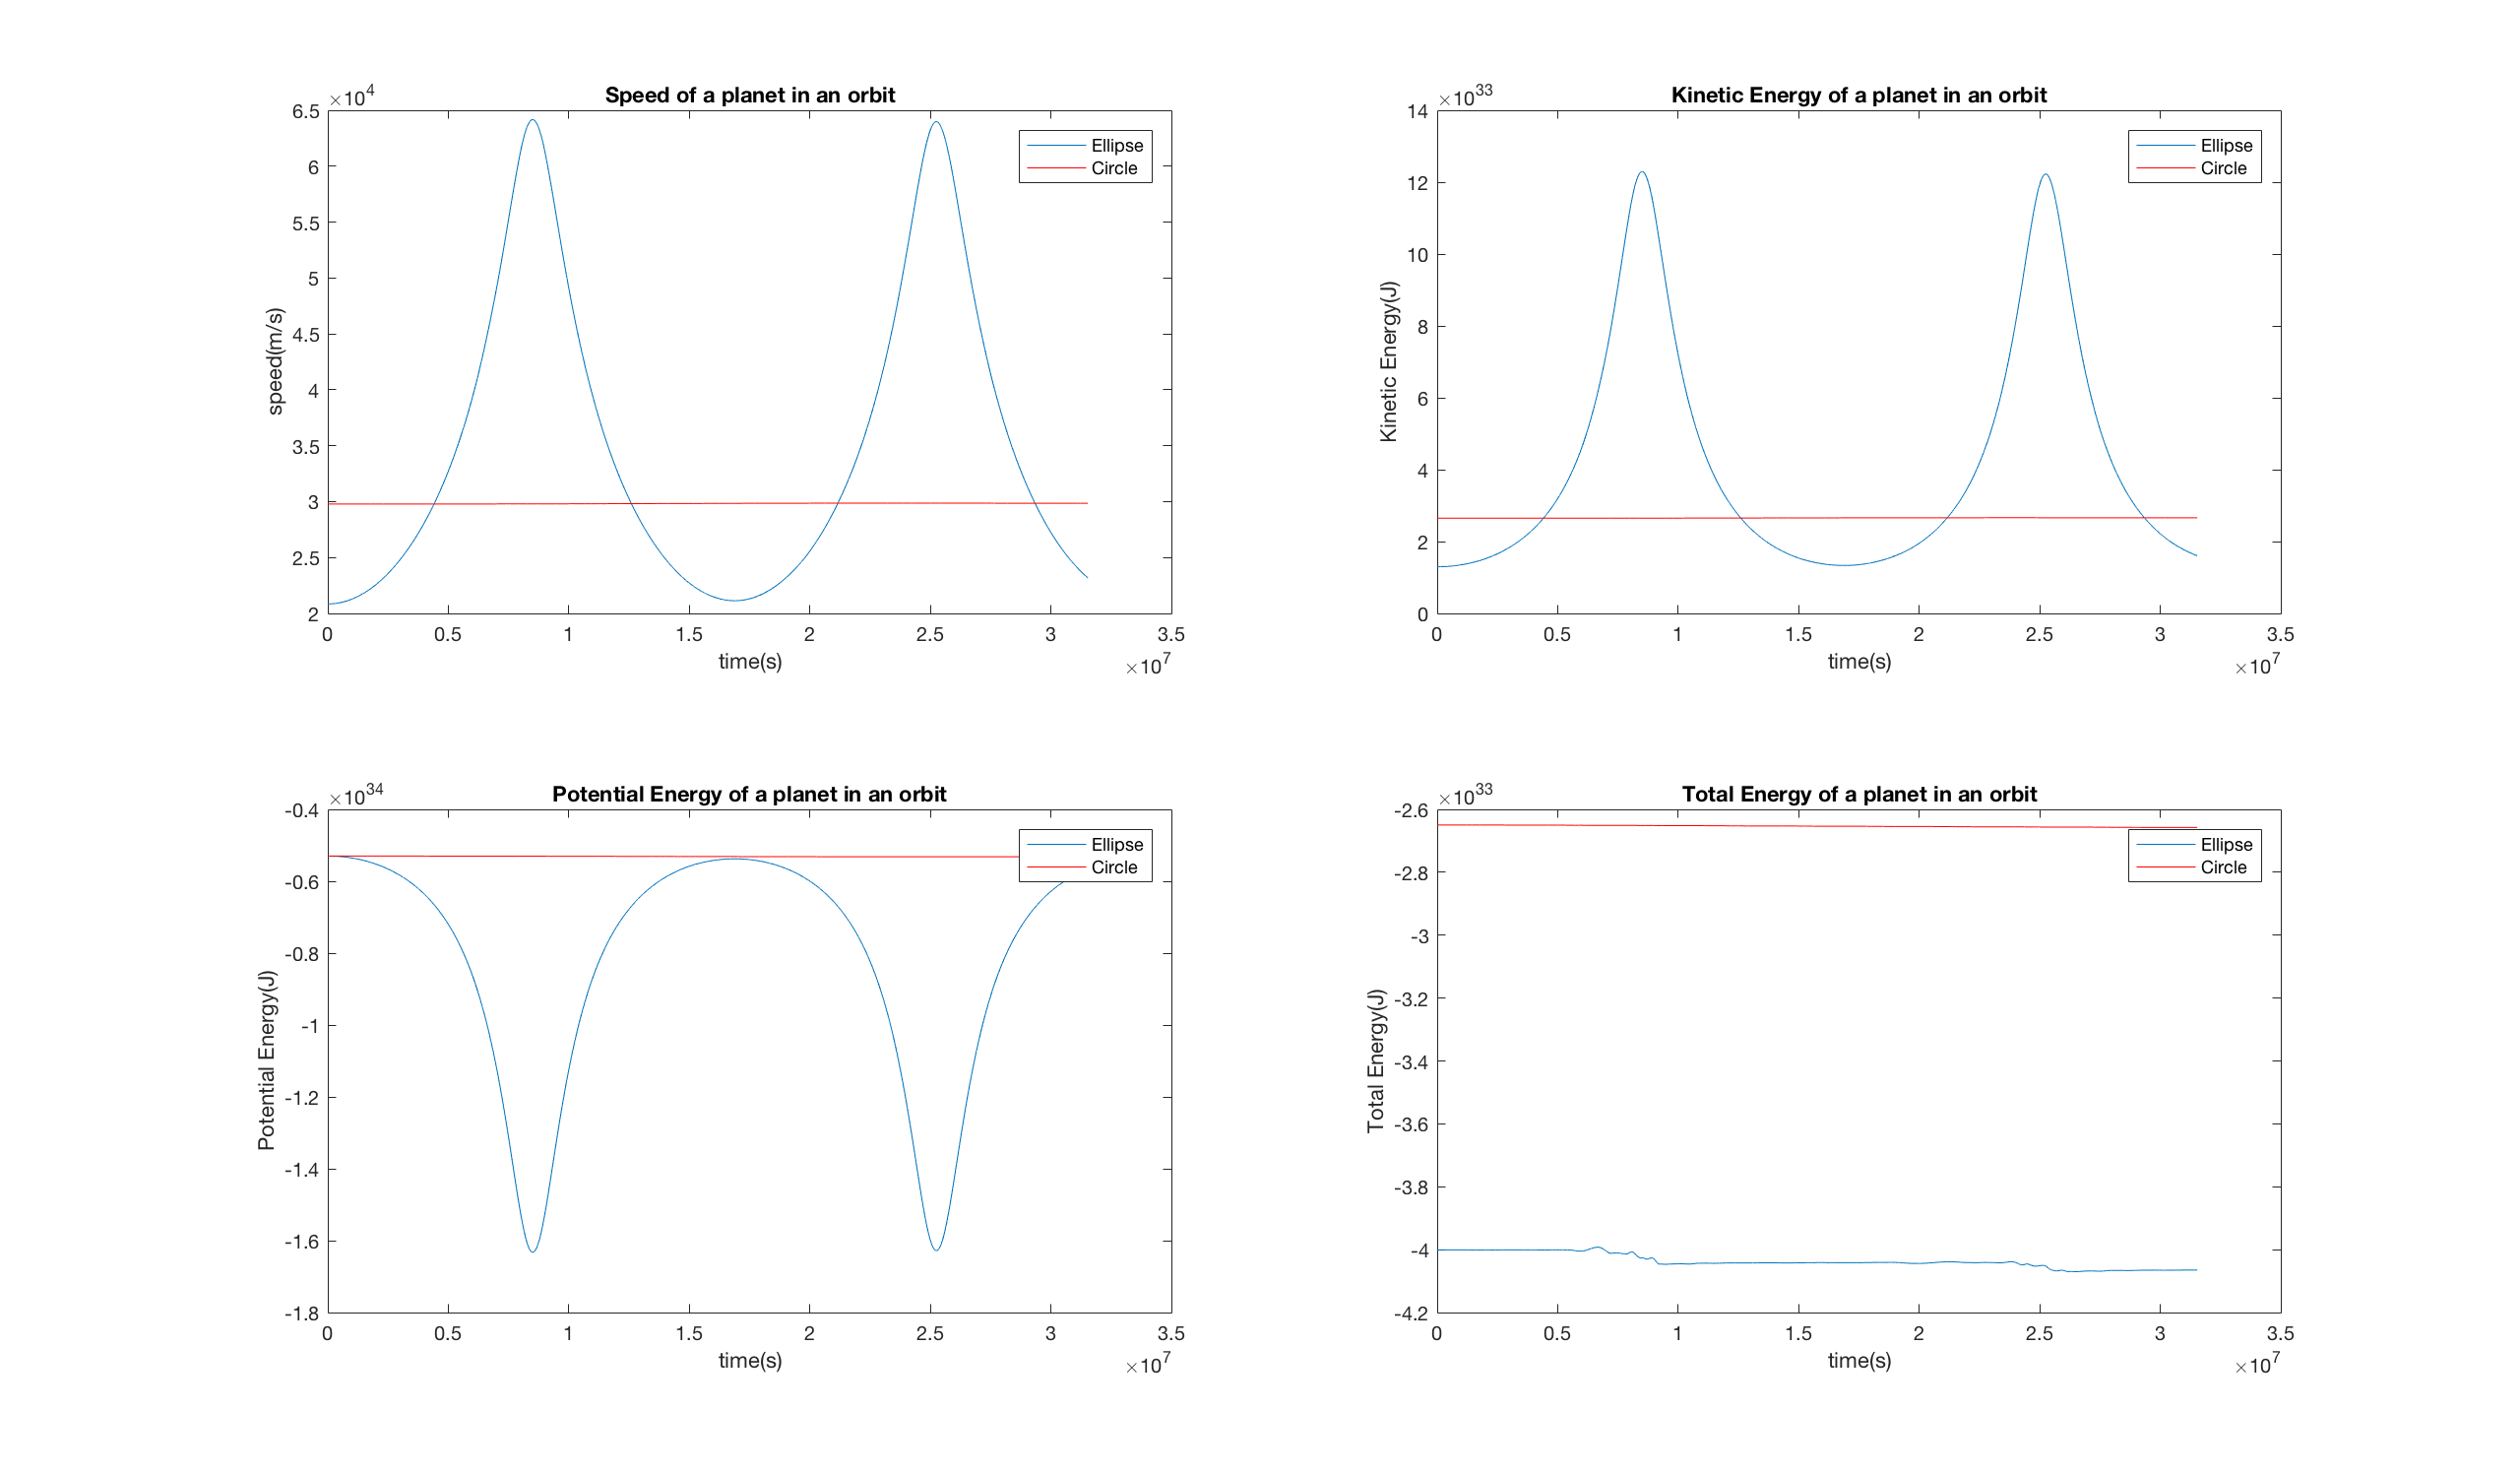 Speed of a planet in an orbit
×10^4
6.5
6
5.5
5
4.5
4
3.5
3
2.5
2
speed(m/s)
Ellipse
Circle
0 0.5 1 1.5 2 2.5 3 3.5
time(s)
×10^7
Kinetic Energy of a planet in an orbit
×10^33
14
12
10
8
6
4
2
0
Kinetic Energy(J)
Ellipse
Circle
0 0.5 1 1.5 2 2.5 3 3.5
time(s)
×10^7
Potential Energy of a planet in an orbit
×10^34
-0.4
-0.6
-0.8
-1
-1.2
-1.4
-1.6
-1.8
Potential Energy(J)
Ellipse
Circle
0 0.5 1 1.5 2 2.5 3 3.5
time(s)
×10^7
Total Energy of a planet in an orbit
×10^33
-2.6
-2.8
-3
-3.2
-3.4
-3.6
-3.8
-4
-4.2
Total Energy(J)
Ellipse
Circle
0 0.5 1 1.5 2 2.5 3 3.5
time(s)
×10^7